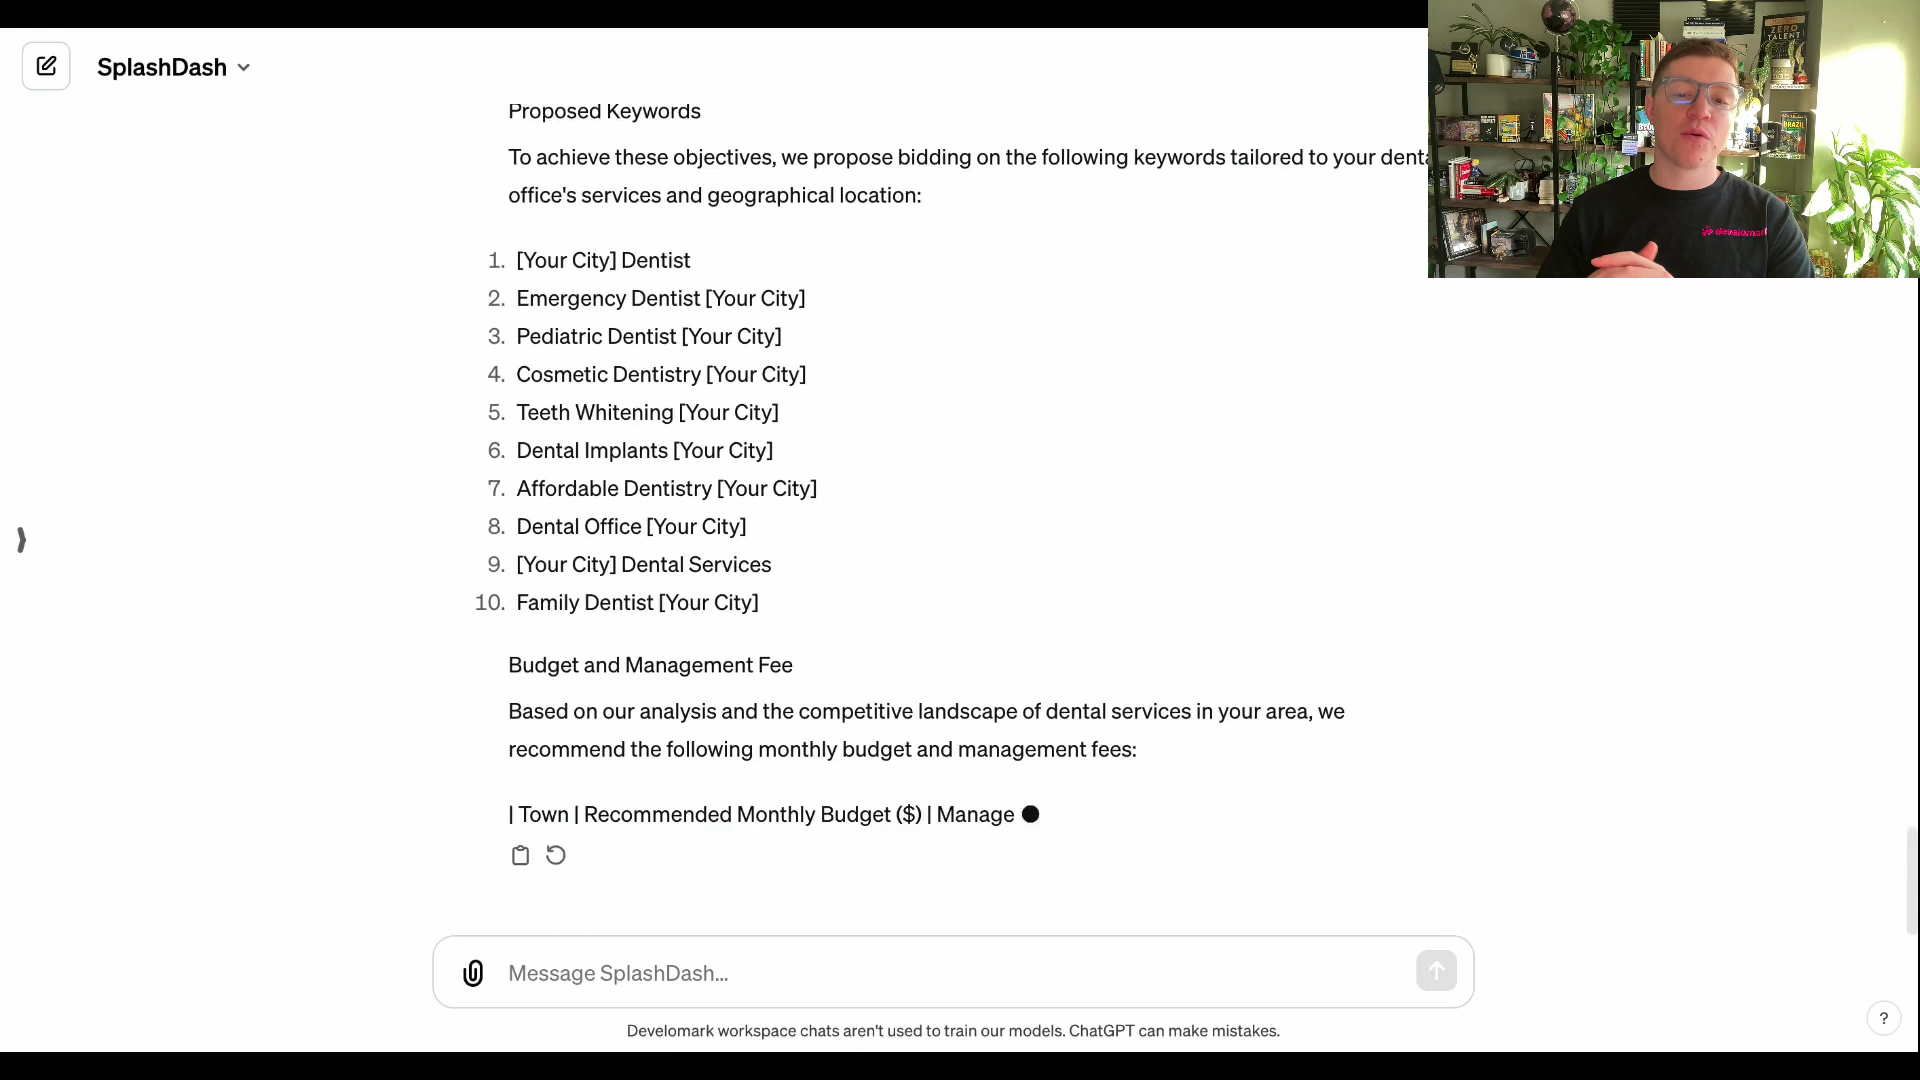 SplashDash
Proposed Keywords
To achieve these objectives, we propose bidding on the following keywords tailored to your denta
office's services and geographical location:
1. [Your City] Dentist
2. Emergency Dentist [Your City]
3. Pediatric Dentist [Your City]
4. Cosmetic Dentistry [Your City]
5. Teeth Whitening [Your City]
6. Dental Implants [Your City]
7. Affordable Dentistry [Your City]
8. Dental Office [Your City]
9. [Your City] Dental Services
10. Family Dentist [Your City]
Budget and Management Fee
Based on our analysis and the competitive landscape of dental services in your area, we
recommend the following monthly budget and management fees:
| Town | Recommended Monthly Budget ($) | Manage
Message SplashDash...
Develomark workspace chats aren't used to train our models. ChatGPT can make mistakes.
?
ZERO
TALENT
BRAZIL
develomark